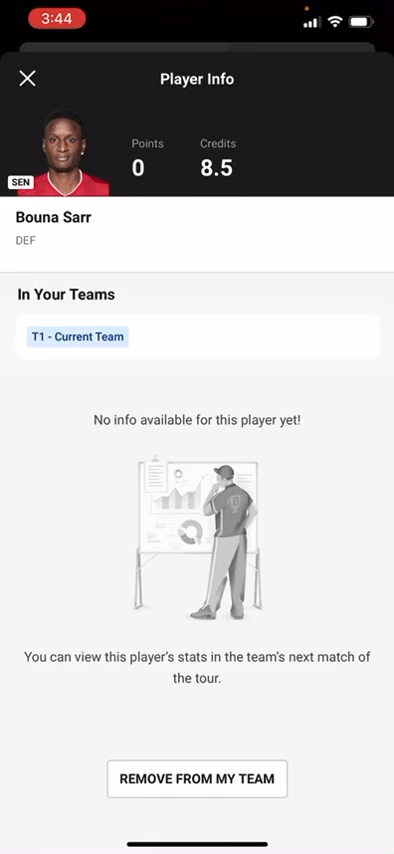 3:44
Player Info
Points
Credits
0
8.5
SEN
Bouna Sarr
DEF
In Your Teams
T1 - Current Team
No info available for this player yet!
You can view this player's stats in the team's next match of
the tour.
REMOVE FROM MY TEAM